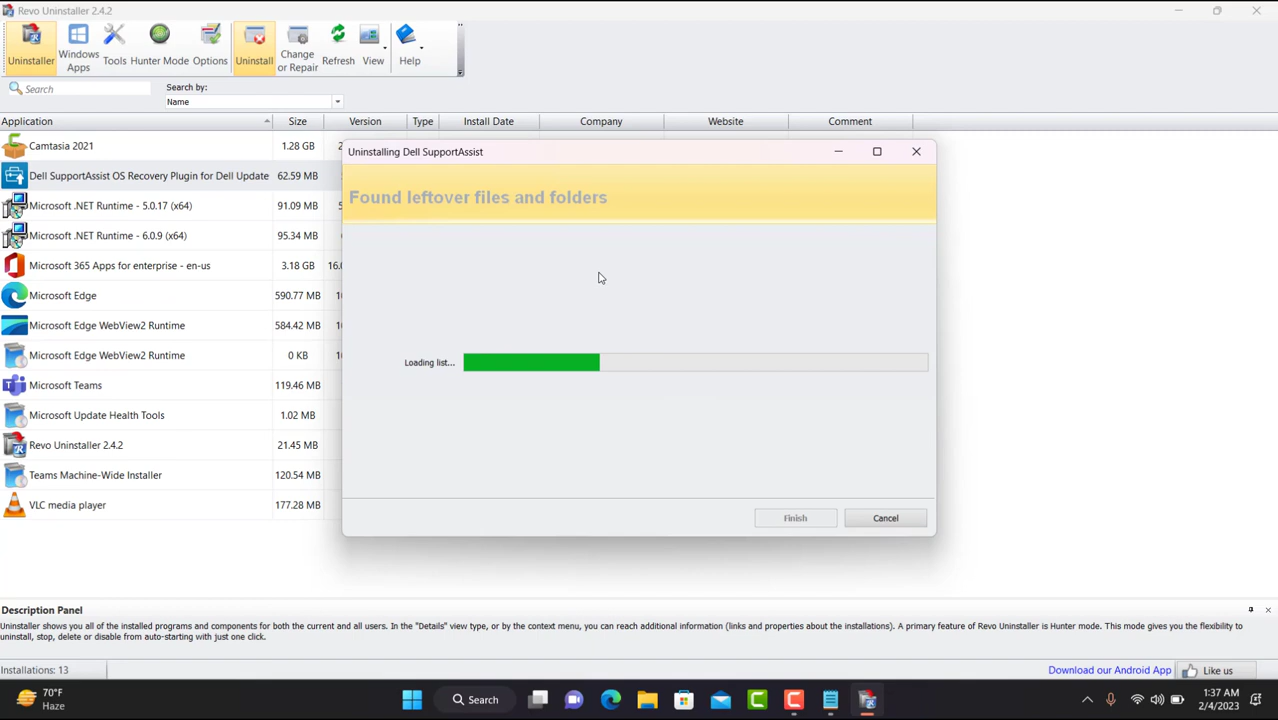 Revo Uninstaller 2.4.2
Uninstaller
Windows Apps
Tools
Hunter Mode
Options
Uninstall
Change or Repair
Refresh
View
Help
Search
Search by:
Name
Application Size Version Type Install Date Company Website Comment
Camtasia 2021 1.28 GB
Dell SupportAssist OS Recovery Plugin for Dell Update 62.59 MB
Microsoft .NET Runtime - 5.0.17 (x64) 91.09 MB
Microsoft .NET Runtime - 6.0.9 (x64) 95.34 MB
Microsoft 365 Apps for enterprise - en-us 3.18 GB 16.0
Microsoft Edge 590.77 MB
Microsoft Edge WebView2 Runtime 584.42 MB
Microsoft Edge WebView2 Runtime 0 KB
Microsoft Teams 119.46 MB
Microsoft Update Health Tools 1.02 MB
Revo Uninstaller 2.4.2 21.45 MB
Teams Machine-Wide Installer 120.54 MB
VLC media player 177.28 MB
Uninstalling Dell SupportAssist
Found leftover files and folders
Loading list...
Finish
Cancel
Description Panel
Uninstaller shows you all of the installed programs and components for both the current and all users. In the "Details" view type, or by the context menu, you can reach additional information (links and properties about the installations). A primary feature of Revo Uninstaller is Hunter mode. This mode gives you the flexibility to
uninstall, stop, delete or disable from auto-starting with just one click.
Installations: 13
Download our Android App
Like us
70°F
Haze
Search
1:37 AM
2/4/2023